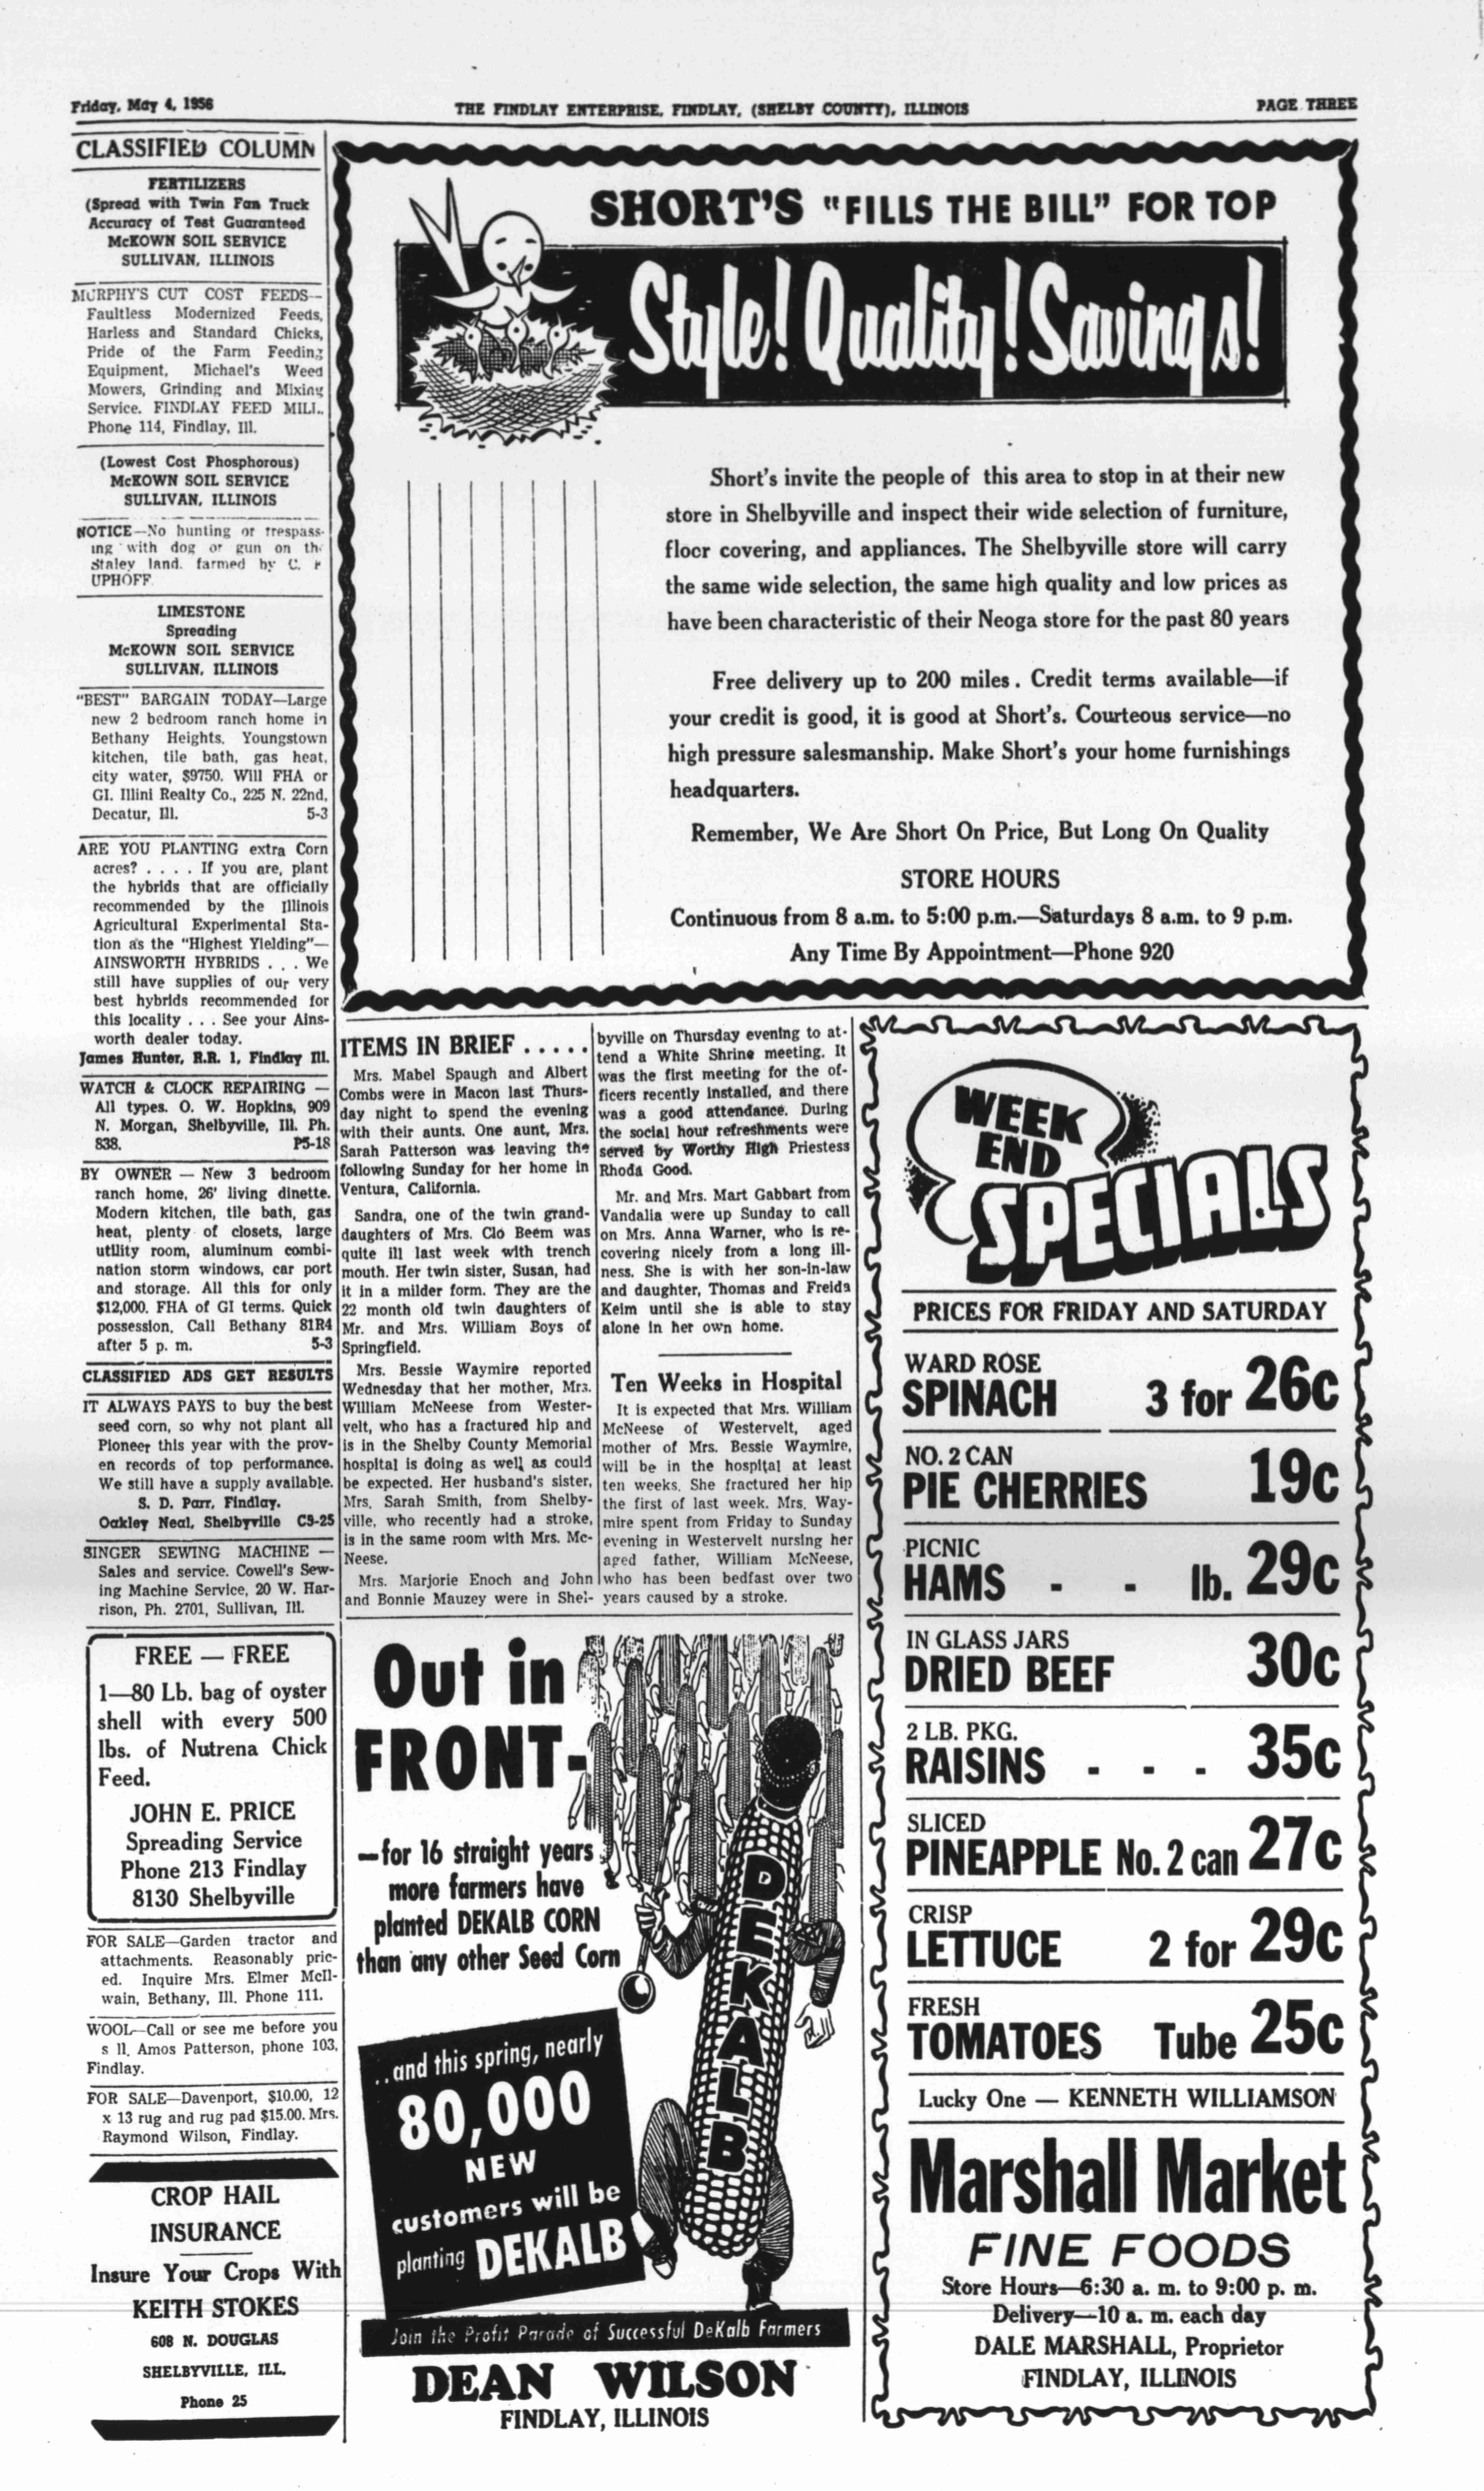 Friday, May 4, 1956
THE FINDLAY ENTERPRISE, FINDLAY, (SHELBY COUNTY), ILLINOIS
PAGE THREE
CLASSIFIED COLUMN
FERTILIZERS
(Spread with Twin Fan Truck
Accuracy of Test Guaranteed
McKOWN SOIL SERVICE
SULLIVAN, ILLINOIS
MURPHY'S CUT COST FEEDS—
Faultless Modernized Feeds,
Harless and Standard Chicks,
Pride of the Farm Feeding
Equipment, Michael's Weed
Mowers, Grinding and Mixing
Service. FINDLAY FEED MILL.
Phone 114, Findlay, Ill.
(Lowest Cost Phosphorous)
McKOWN SOIL SERVICE
SULLIVAN, ILLINOIS
NOTICE—No hunting or trespass-
ing with dog or gun on the
Staley land. farmed by C.
UPHOFF.
LIMESTONE
Spreading
McKOWN SOIL SERVICE
SULLIVAN, ILLINOIS
"BEST" BARGAIN TODAY—Large
new 2 bedroom ranch home in
Bethany Heights. Youngstown
kitchen, tile bath, gas heat,
city water, $9750. Will FHA or
GI. Illini Realty Co., 225 N. 22nd,
Decatur, Ill. 5-3
ARE YOU PLANTING extra Corn
acres? . . . . If you are, plant
the hybrids that are officially
recommended by the Illinois
Agricultural Experimental Sta-
tion as the "Highest Yielding"—
AINSWORTH HYBRIDS . . . We
still have supplies of our very
best hybrids recommended for
this locality . . . See your Ains-
worth dealer today.
James Hunter, R.R. 1, Findlay Ill.
WATCH & CLOCK REPAIRING —
All types. O. W. Hopkins, 909
N. Morgan, Shelbyville, Ill. Ph.
838. P5-18
BY OWNER — New 3 bedroom
ranch home, 26' living dinette.
Modern kitchen, tile bath, gas
heat, plenty of closets, large
utility room, aluminum combi-
nation storm windows, car port
and storage. All this for only
$12,000. FHA of GI terms. Quick
possession, Call Bethany 81R4
after 5 p. m. 5-3
CLASSIFIED ADS GET RESULTS
IT ALWAYS PAYS to buy the best
seed corn, so why not plant all
Pioneer this year with the prov-
en records of top performance.
We still have a supply available.
S. D. Parr, Findlay.
Oakley Neal, Shelbyville C5-25
SINGER SEWING MACHINE —
Sales and service. Cowell's Sew-
ing Machine Service, 20 W. Har-
rison, Ph. 2701, Sullivan, Ill.
FREE — FREE
1—80 Lb. bag of oyster
shell with every 500
lbs. of Nutrena Chick
Feed.
JOHN E. PRICE
Spreading Service
Phone 213 Findlay
8130 Shelbyville
FOR SALE—Garden tractor and
attachments. Reasonably pric-
ed. Inquire Mrs. Elmer McIl-
wain, Bethany, Ill. Phone 111.
WOOL—Call or see me before you
s ll. Amos Patterson, phone 103,
Findlay.
FOR SALE—Davenport, $10.00, 12
x 13 rug and rug pad $15.00. Mrs.
Raymond Wilson, Findlay.
CROP HAIL
INSURANCE
Insure Your Crops With
KEITH STOKES
608 N. DOUGLAS
SHELBYVILLE, ILL.
Phone 25
SHORT'S "FILLS THE BILL" FOR TOP
Style! Quality! Savings!
Short's invite the people of this area to stop in at their new
store in Shelbyville and inspect their wide selection of furniture,
floor covering, and appliances. The Shelbyville store will carry
the same wide selection, the same high quality and low prices as
have been characteristic of their Neoga store for the past 80 years
Free delivery up to 200 miles. Credit terms available—if
your credit is good, it is good at Short's. Courteous service—no
high pressure salesmanship. Make Short's your home furnishings
headquarters.
Remember, We Are Short On Price, But Long On Quality
STORE HOURS
Continuous from 8 a.m. to 5:00 p.m.—Saturdays 8 a.m. to 9 p.m.
Any Time By Appointment—Phone 920
ITEMS IN BRIEF . . . . .
Mrs. Mabel Spaugh and Albert
Combs were in Macon last Thurs-
day night to spend the evening
with their aunts. One aunt, Mrs.
Sarah Patterson was leaving the
following Sunday for her home in
Ventura, California.
Sandra, one of the twin grand-
daughters of Mrs. Clo Beem was
quite ill last week with trench
mouth. Her twin sister, Susan, had
it in a milder form. They are the
22 month old twin daughters of
Mr. and Mrs. William Boys of
Springfield.
Mrs. Bessie Waymire reported
Wednesday that her mother, Mrs.
William McNeese from Wester-
velt, who has a fractured hip and
is in the Shelby County Memorial
hospital is doing as well as could
be expected. Her husband's sister,
Mrs. Sarah Smith, from Shelby-
ville, who recently had a stroke,
is in the same room with Mrs. Mc-
Neese.
Mrs. Marjorie Enoch and John
and Bonnie Mauzey were in Shel-
byville on Thursday evening to at-
tend a White Shrine meeting. It
was the first meeting for the of-
ficers recently installed, and there
was a good attendance. During
the social hour refreshments were
served by Worthy High Priestess
Rhoda Good.
Mr. and Mrs. Mart Gabbart from
Vandalia were up Sunday to call
on Mrs. Anna Warner, who is re-
covering nicely from a long ill-
ness. She is with her son-in-law
and daughter, Thomas and Freida
Keim until she is able to stay
alone in her own home.
Ten Weeks in Hospital
It is expected that Mrs. William
McNeese of Westervelt, aged
mother of Mrs. Bessie Waymire,
will be in the hospital at least
ten weeks. She fractured her hip
the first of last week. Mrs. Way-
mire spent from Friday to Sunday
evening in Westervelt nursing her
aged father, William McNeese,
who has been bedfast over two
years caused by a stroke.
Out in
FRONT-
—for 16 straight years
more farmers have
planted DEKALB CORN
than any other Seed Corn
DEKALB
. . and this spring, nearly
80,000
NEW
customers will be
planting DEKALB
Join the Profit Parade of Successful DeKalb Farmers
DEAN WILSON
FINDLAY, ILLINOIS
WEEK
END
SPECIALS
PRICES FOR FRIDAY AND SATURDAY
WARD ROSE
SPINACH 3 for 26c
NO. 2 CAN
PIE CHERRIES 19c
PICNIC
HAMS - - lb. 29c
IN GLASS JARS
DRIED BEEF 30c
2 LB. PKG.
RAISINS - - - 35c
SLICED
PINEAPPLE No. 2 can 27c
CRISP
LETTUCE 2 for 29c
FRESH
TOMATOES Tube 25c
Lucky One — KENNETH WILLIAMSON
Marshall Market
FINE FOODS
Store Hours—6:30 a. m. to 9:00 p. m.
Delivery—10 a. m. each day
DALE MARSHALL, Proprietor
FINDLAY, ILLINOIS